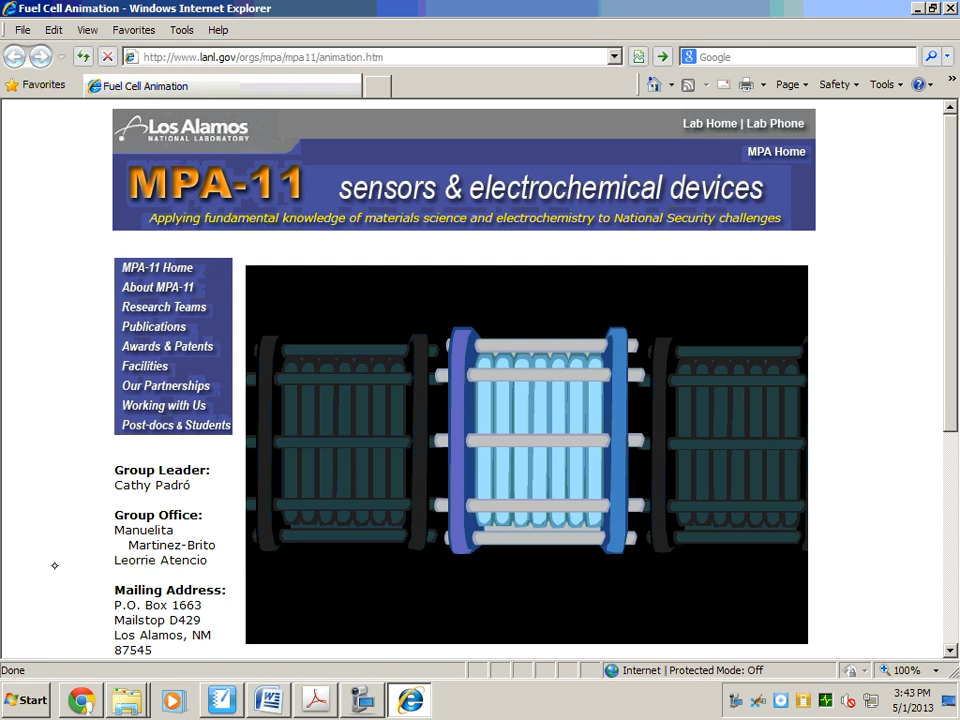 Fuel Cell Animation - Windows Internet Explorer
File Edit View Favorites Tools Help
http://www.lanl.gov/orgs/mpa/mpa11/animation.htm
Google
Favorites
Fuel Cell Animation
Page
Safety
Tools
Los Alamos
NATIONAL LABORATORY
Lab Home | Lab Phone
MPA Home
MPA-11 sensors & electrochemical devices
Applying fundamental knowledge of materials science and electrochemistry to National Security challenges
MPA-11 Home
About MPA-11
Research Teams
Publications
Awards & Patents
Facilities
Our Partnerships
Working with Us
Post-docs & Students
Group Leader:
Cathy Padró
Group Office:
Manuelita
Martinez-Brito
Leorrie Atencio
Mailing Address:
P.O. Box 1663
Mailstop D429
Los Alamos, NM
87545
Done
Internet | Protected Mode: Off
100%
Start
3:43 PM
5/1/2013